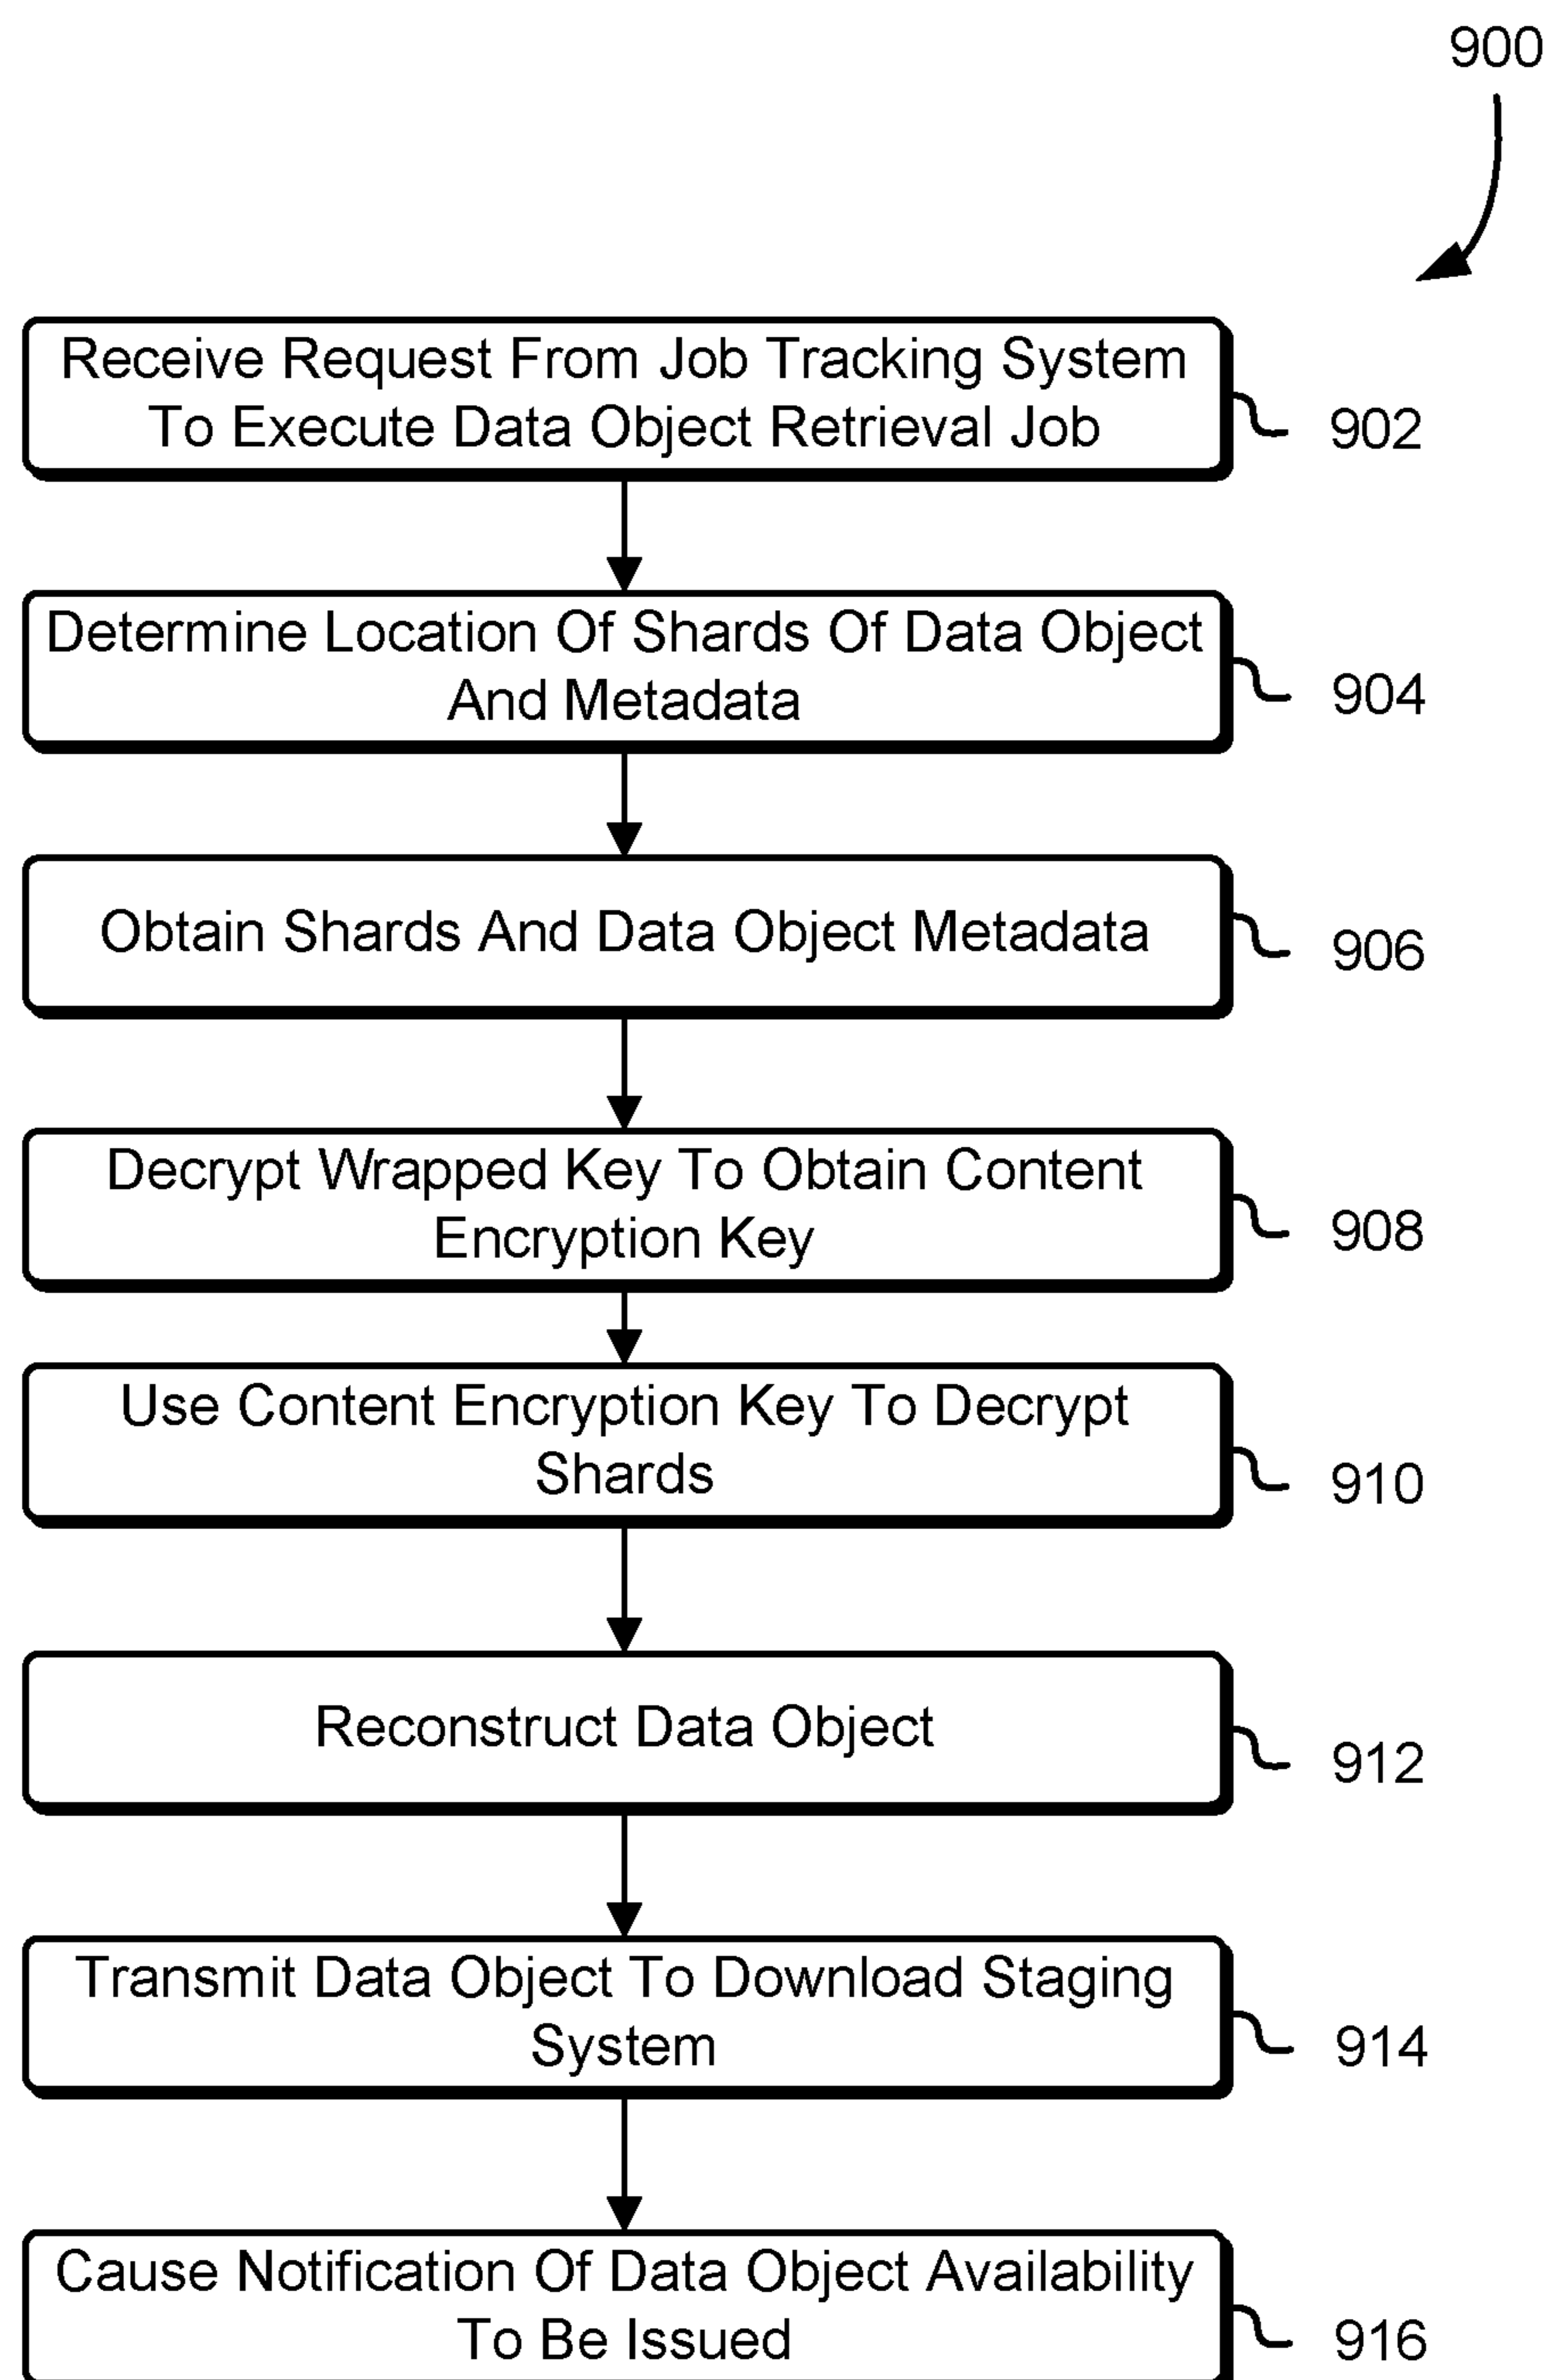 900
Receive Request From Job Tracking System
To Execute Data Object Retrieval Job
902
Determine Location Of Shards Of Data Object
And Metadata
904
Obtain Shards And Data Object Metadata
906
Decrypt Wrapped Key To Obtain Content
Encryption Key
908
Use Content Encryption Key To Decrypt
Shards
910
Reconstruct Data Object
912
Transmit Data Object To Download Staging
System
914
Cause Notification Of Data Object Availability
To Be Issued
916